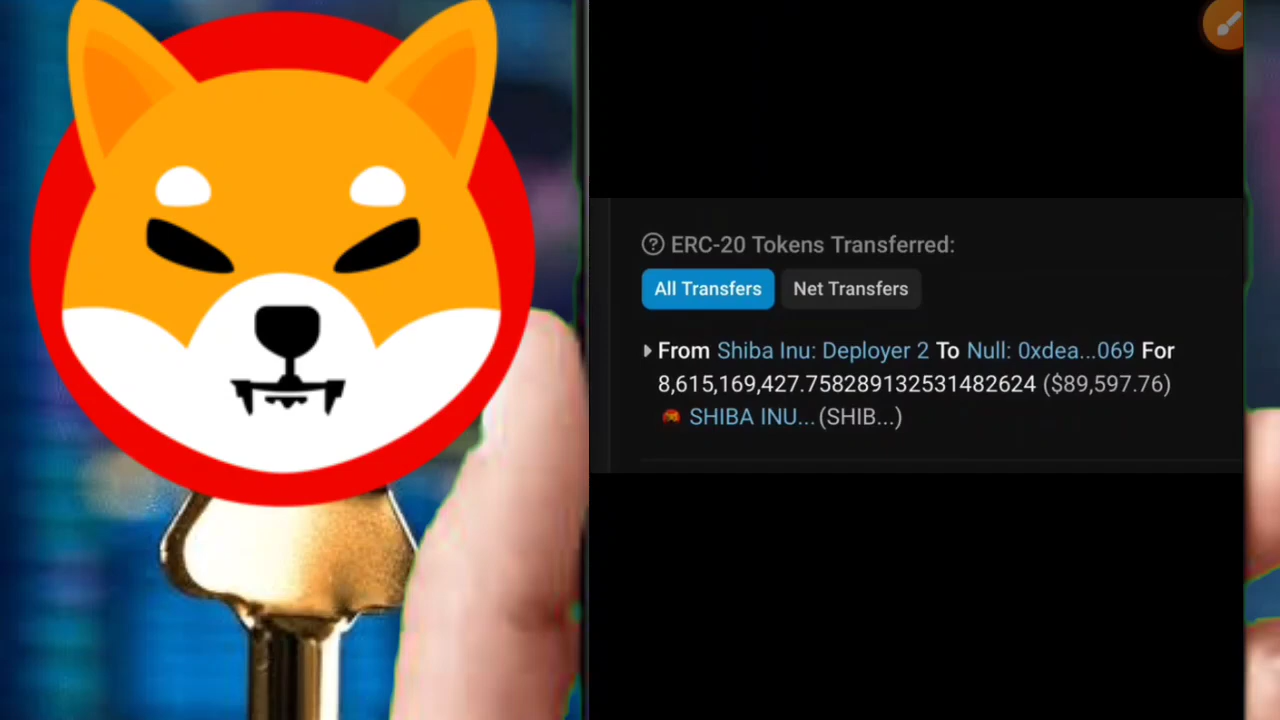 ERC-20 Tokens Transferred:
All Transfers Net Transfers
From Shiba Inu: Deployer 2 To Null: 0xdea...069 For
8,615,169,427.758289132531482624 ($89,597.76)
SHIBA INU... (SHIB...)